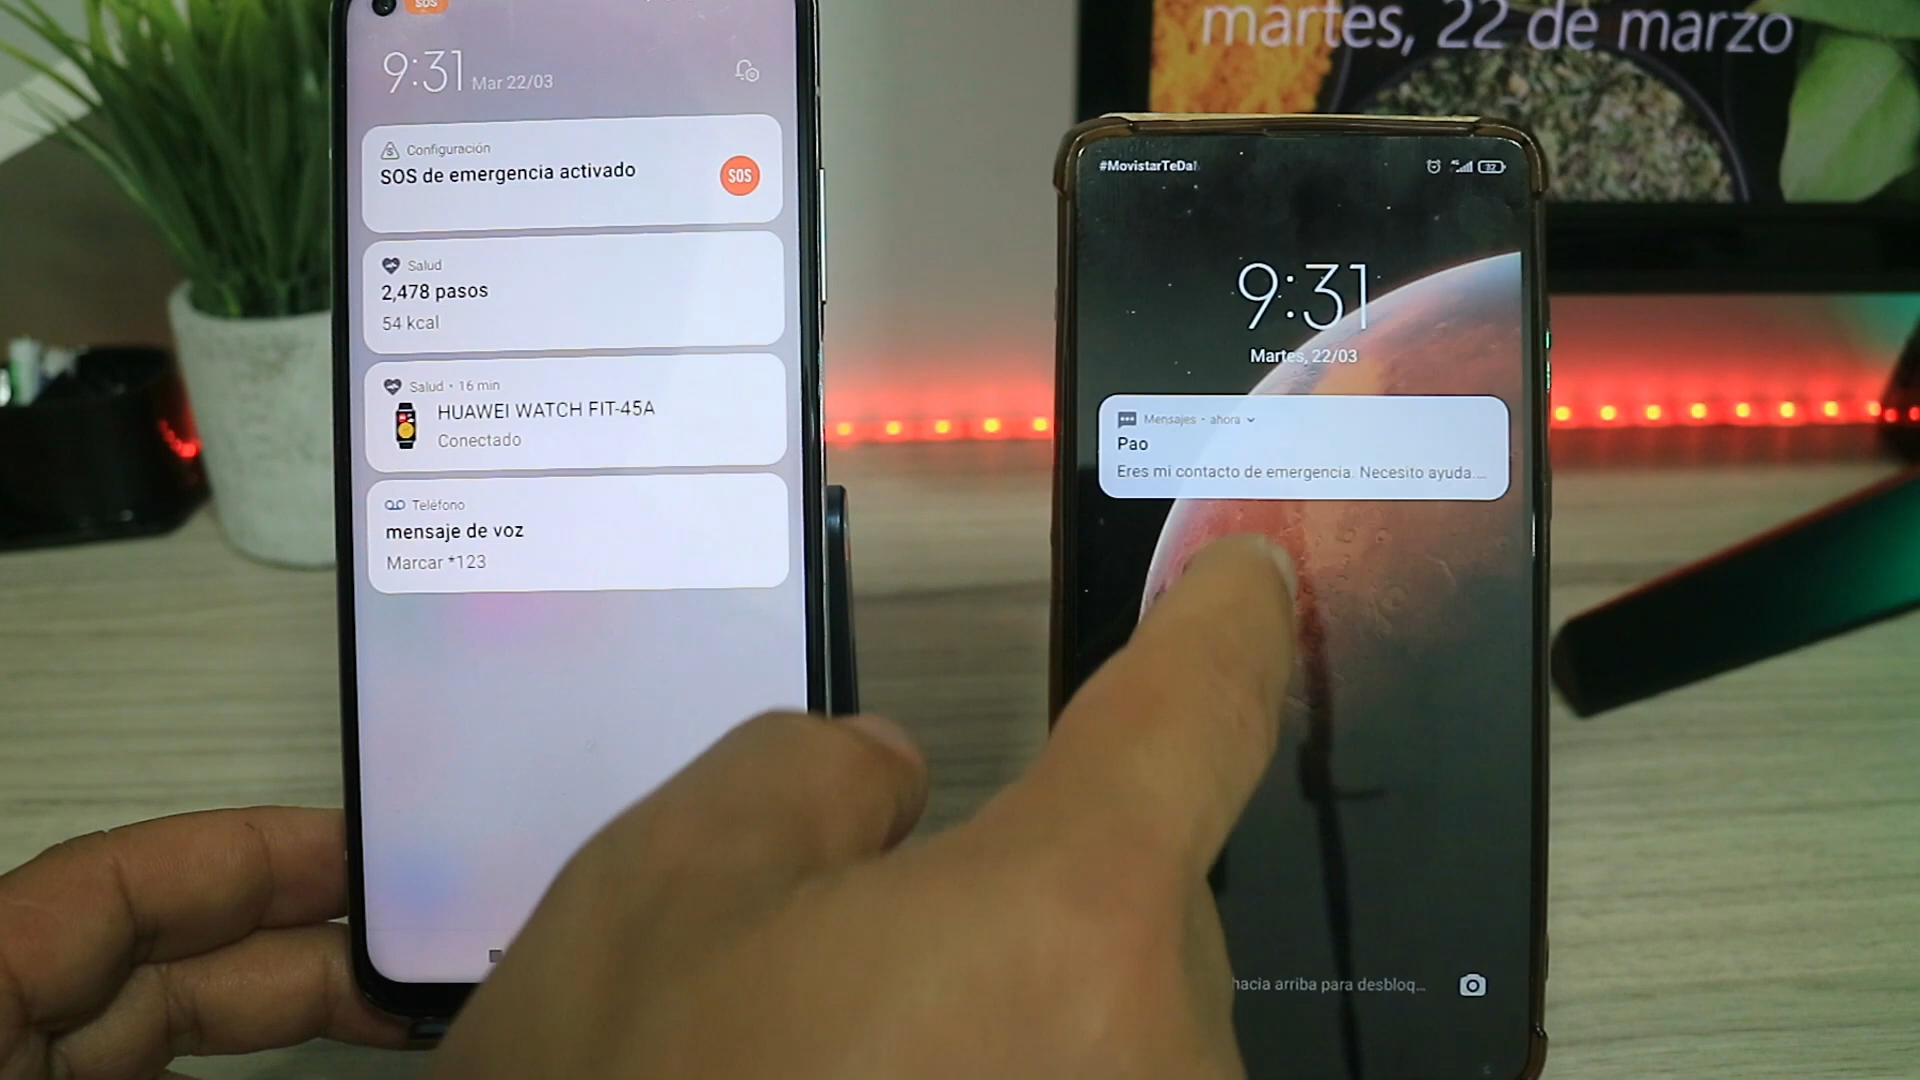 martes, 22 de marzo
SOS
9:31 Mar 22/03
Configuración
SOS de emergencia activado
SOS
Salud
2,478 pasos
54 kcal
Salud • 16 min
HUAWEI WATCH FIT-45A
Conectado
Teléfono
mensaje de voz
Marcar *123
#MovistarTeDa
4G
32
9:31
Martes, 22/03
Mensajes • ahora
Pao
Eres mi contacto de emergencia. Necesito ayuda....
hacia arriba para desbloq...